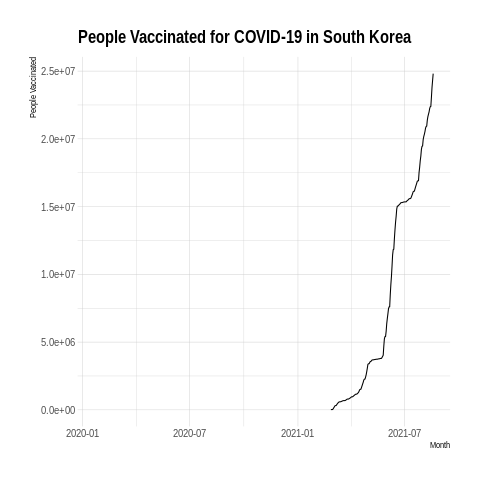 People Vaccinated for COVID-19 in South Korea
People Vaccinated
2.5e+07
2.0e+07
1.5e+07
1.0e+07
5.0e+06
0.0e+00
2020-01 2020-07 2021-01 2021-07
Month